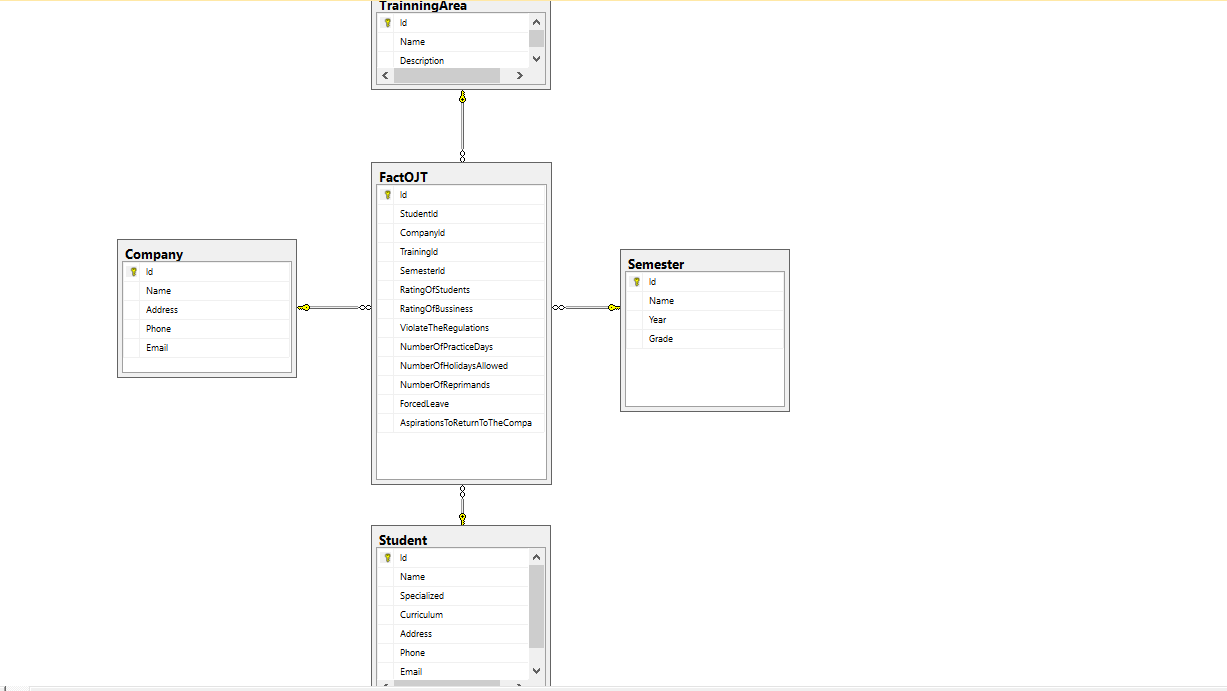 TrainningArea
Id
Name
Description
FactOJT
Id
StudentId
CompanyId
TrainingId
SemesterId
RatingOfStudents
RatingOfBussiness
ViolateTheRegulations
NumberOfPracticeDays
NumberOfHolidaysAllowed
NumberOfReprimands
ForcedLeave
AspirationsToReturnToTheCompa
Company
Id
Name
Address
Phone
Email
Semester
Id
Name
Year
Grade
Student
Id
Name
Specialized
Curriculum
Address
Phone
Email